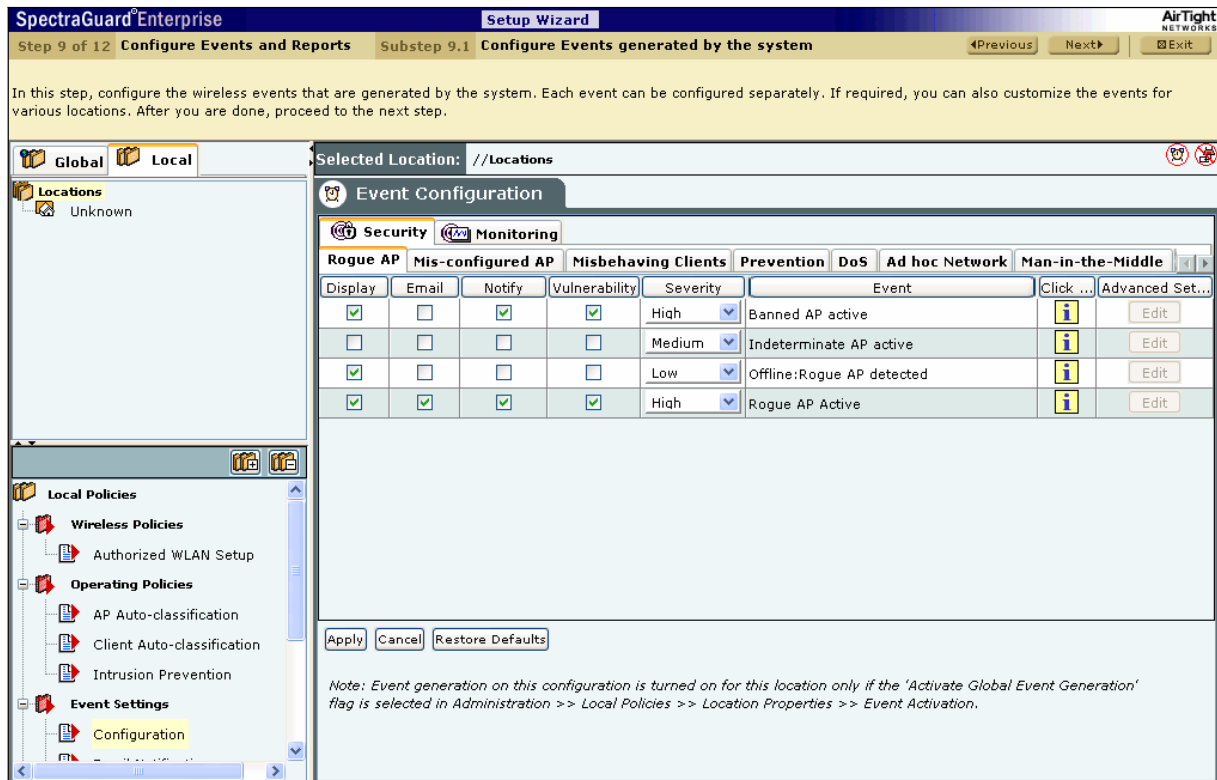 SpectraGuard®Enterprise
Setup Wizard
AirTight
NETWORKS
Step 9 of 12 Configure Events and Reports Substep 9.1 Configure Events generated by the system
Previous
Next
Exit
In this step, configure the wireless events that are generated by the system. Each event can be configured separately. If required, you can also customize the events for
various locations. After you are done, proceed to the next step.
Global Local
Locations
Unknown
Selected Location: //Locations
Event Configuration
Security Monitoring
Rogue AP Mis-configured AP Misbehaving Clients Prevention DoS Ad hoc Network Man-in-the-Middle
Display Email Notify Vulnerability Severity Event Click ... Advanced Set...
High Banned AP active i Edit
Medium Indeterminate AP active i Edit
Low Offline:Rogue AP detected i Edit
High Rogue AP Active i Edit
Apply Cancel Restore Defaults
Note: Event generation on this configuration is turned on for this location only if the 'Activate Global Event Generation'
flag is selected in Administration >> Local Policies >> Location Properties >> Event Activation.
Local Policies
Wireless Policies
Authorized WLAN Setup
Operating Policies
AP Auto-classification
Client Auto-classification
Intrusion Prevention
Event Settings
Configuration